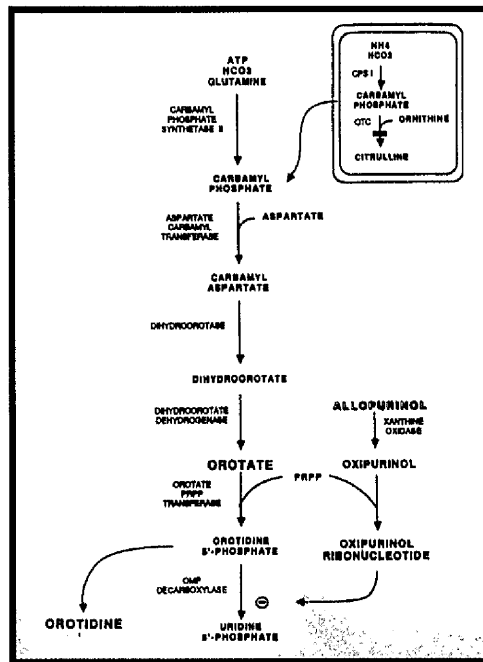 ATP
HCO3
GLUTAMINE
CARBAMYL
PHOSPHATE
SYNTHETASE II
NH4
HCO3
CPS I
CARBAMYL
PHOSPHATE
OTC
ORNITHINE
CITRULLINE
CARBAMYL
PHOSPHATE
ASPARTATE
CARBAMYL
TRANSFERASE
ASPARTATE
CARBAMYL
ASPARTATE
DIHYDROOROTASE
DIHYDROOROTATE
DIHYDROOROTATE
DEHYDROGENASE
ALLOPURINOL
XANTHINE
OXIDASE
OROTATE
PRPP
OXIPURINOL
OROTATE
PRPP
TRANSFERASE
OROTIDINE
5'-PHOSPHATE
OXIPURINOL
RIBONUCLEOTIDE
OMP
DECARBOXYLASE
⊖
OROTIDINE
URIDINE
5'-PHOSPHATE